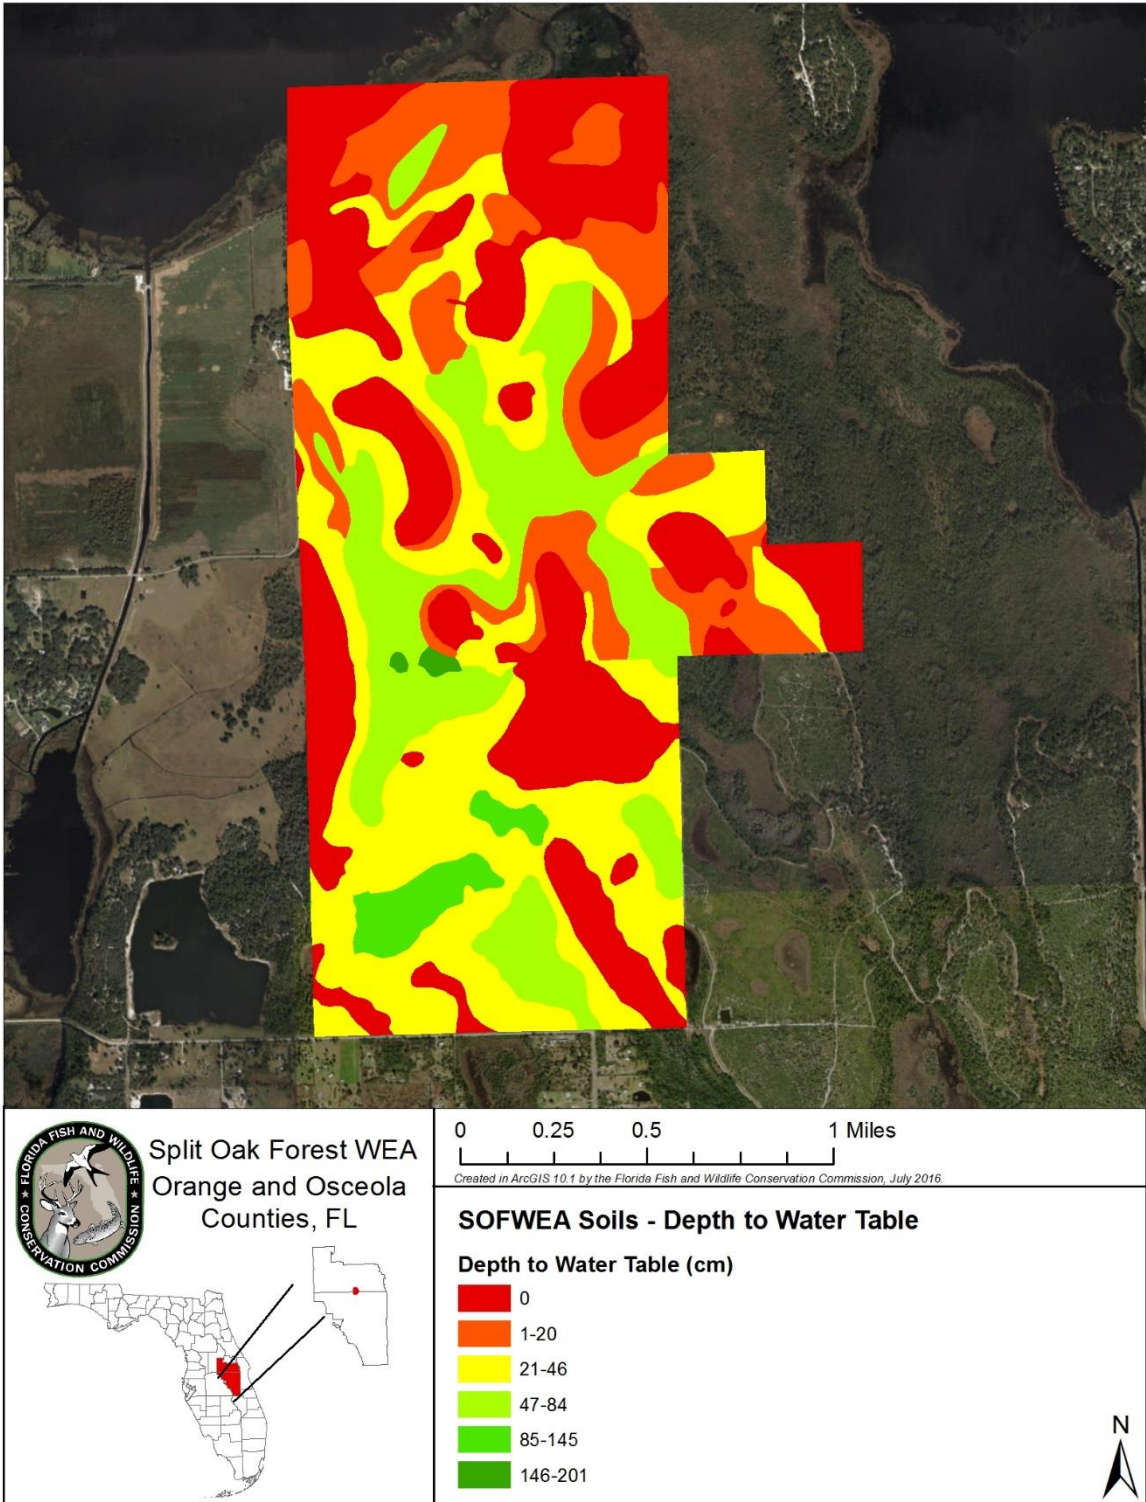 FLORIDA FISH AND WILDLIFE
CONSERVATION COMMISSION
Split Oak Forest WEA
Orange and Osceola
Counties, FL
0 0.25 0.5 1 Miles
Created in ArcGIS 10.1 by the Florida Fish and Wildlife Conservation Commission, July 2016.
SOFWEA Soils - Depth to Water Table
Depth to Water Table (cm)
0
1-20
21-46
47-84
85-145
146-201
N